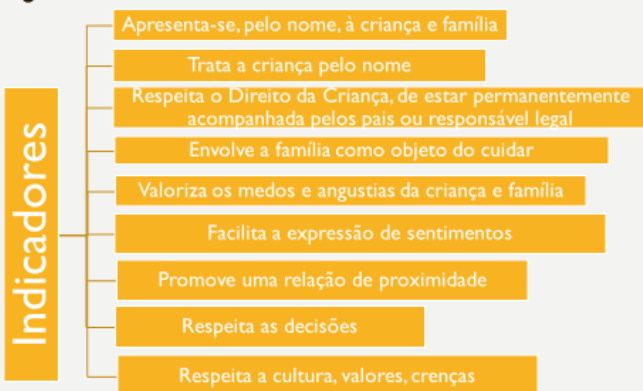 Indicadores
Apresenta-se, pelo nome, à criança e família
Trata a criança pelo nome
Respeita o Direito da Criança, de estar permanentemente
acompanhada pelos pais ou responsável legal
Envolve a família como objeto do cuidar
Valoriza os medos e angustias da criança e família
Facilita a expressão de sentimentos
Promove uma relação de proximidade
Respeita as decisões
Respeita a cultura, valores, crenças